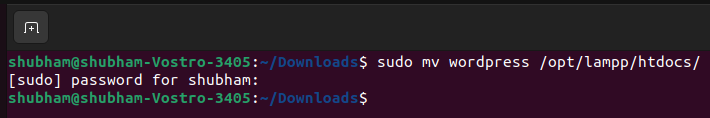 shubham@shubham-Vostro-3405:~/Downloads$ sudo mv wordpress /opt/lampp/htdocs/
[sudo] password for shubham:
shubham@shubham-Vostro-3405:~/Downloads$